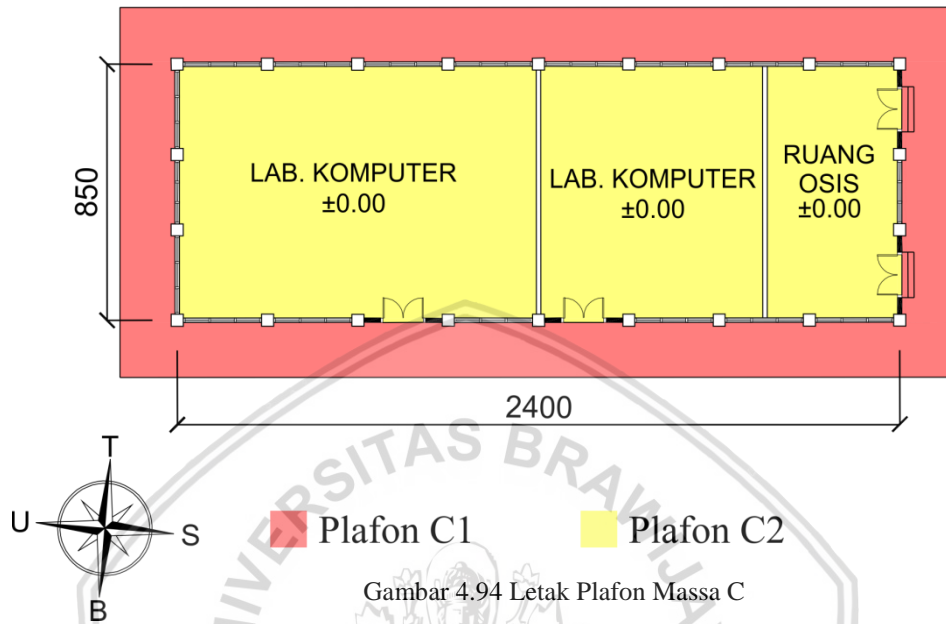 LAB. KOMPUTER
±0.00
LAB. KOMPUTER
±0.00
RUANG
OSIS
±0.00
850
2400
T
U
S
B
Plafon C1
Plafon C2
UNIVERSITAS BRAWIJA
Gambar 4.94 Letak Plafon Massa C